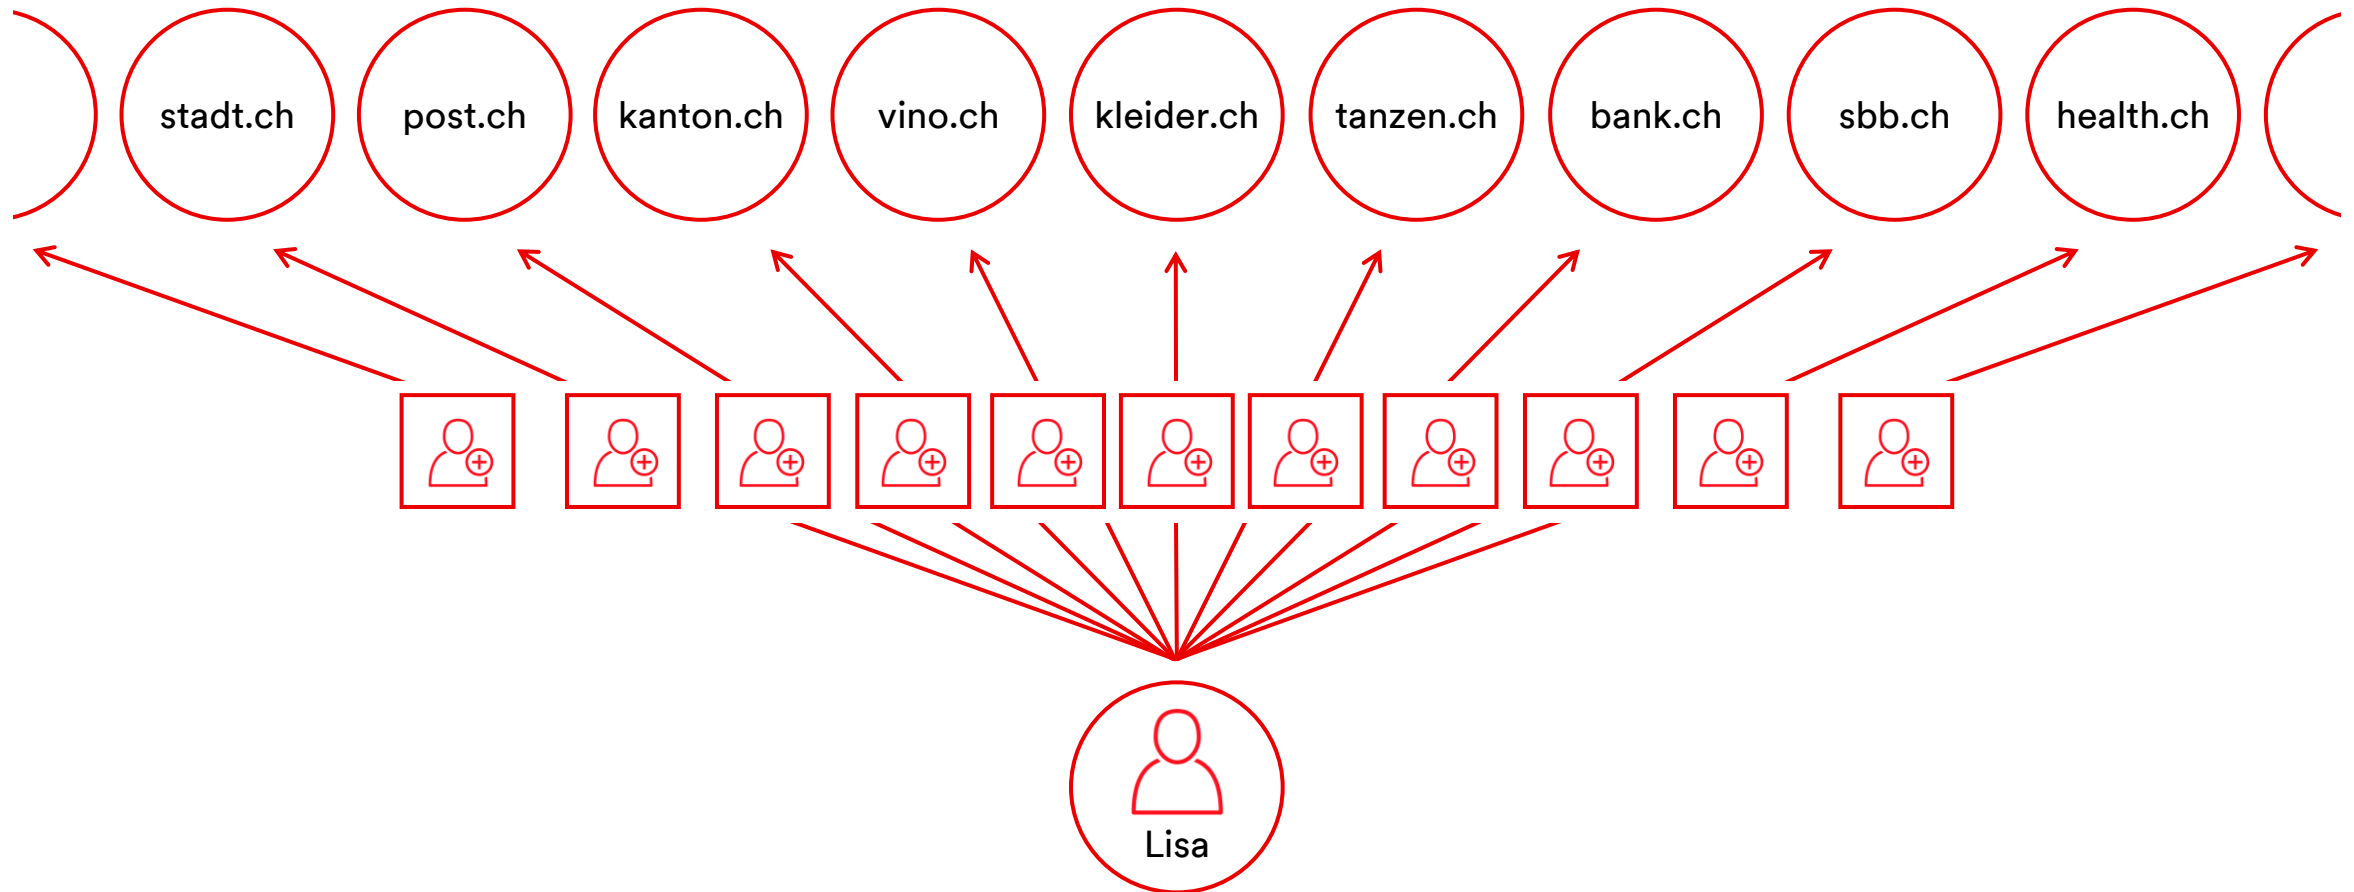 stadt.ch
post.ch
kanton.ch
vino.ch
kleider.ch
tanzen.ch
bank.ch
sbb.ch
health.ch
Lisa